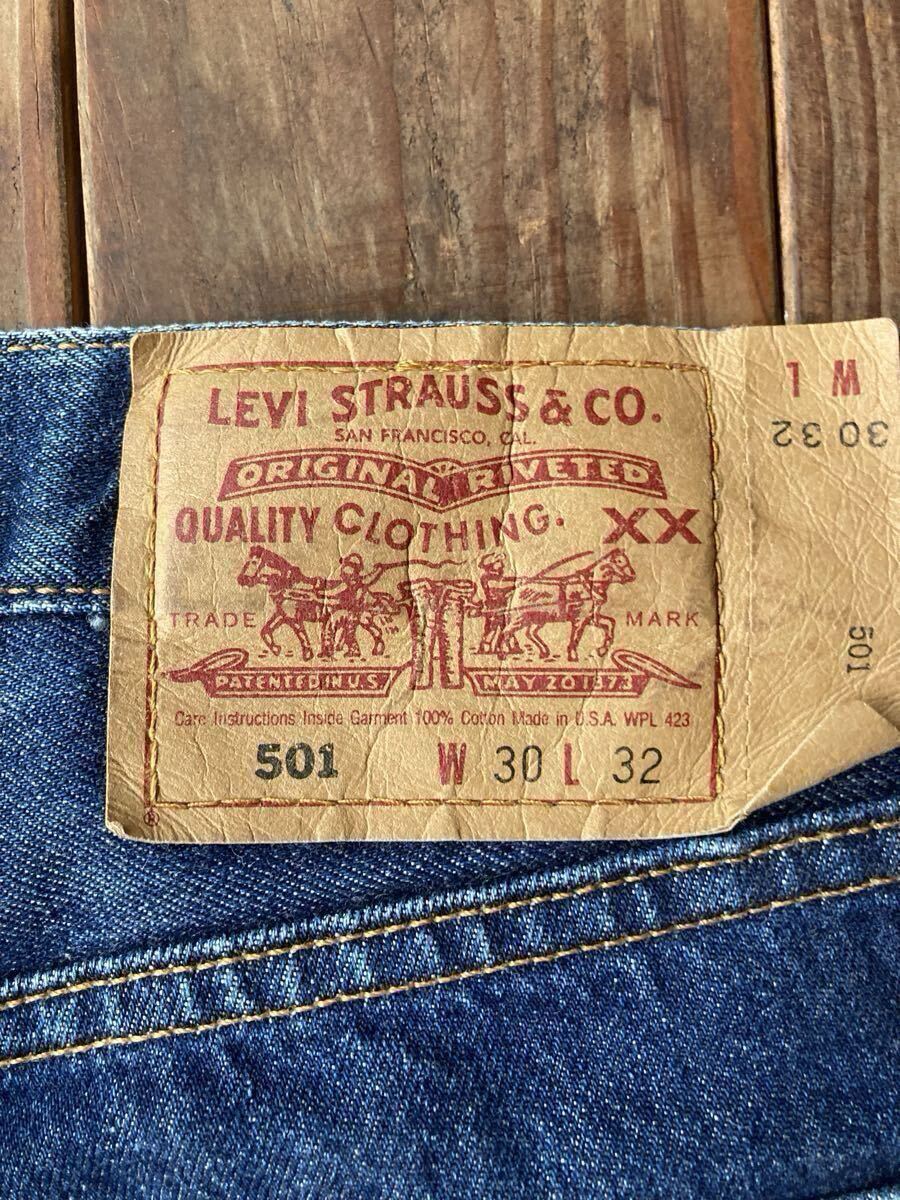 LEVI STRAUSS & CO.
SAN FRANCISCO, CAL.
ORIGINAL RIVETED
QUALITY CLOTHING. XX
TRADE MARK
PATENTED IN U.S. MAY 20 1873
Care Instructions Inside Garment 100% Cotton Made in U.S.A. WPL 423
501 W 30 L 32
®
W L
30 32
501